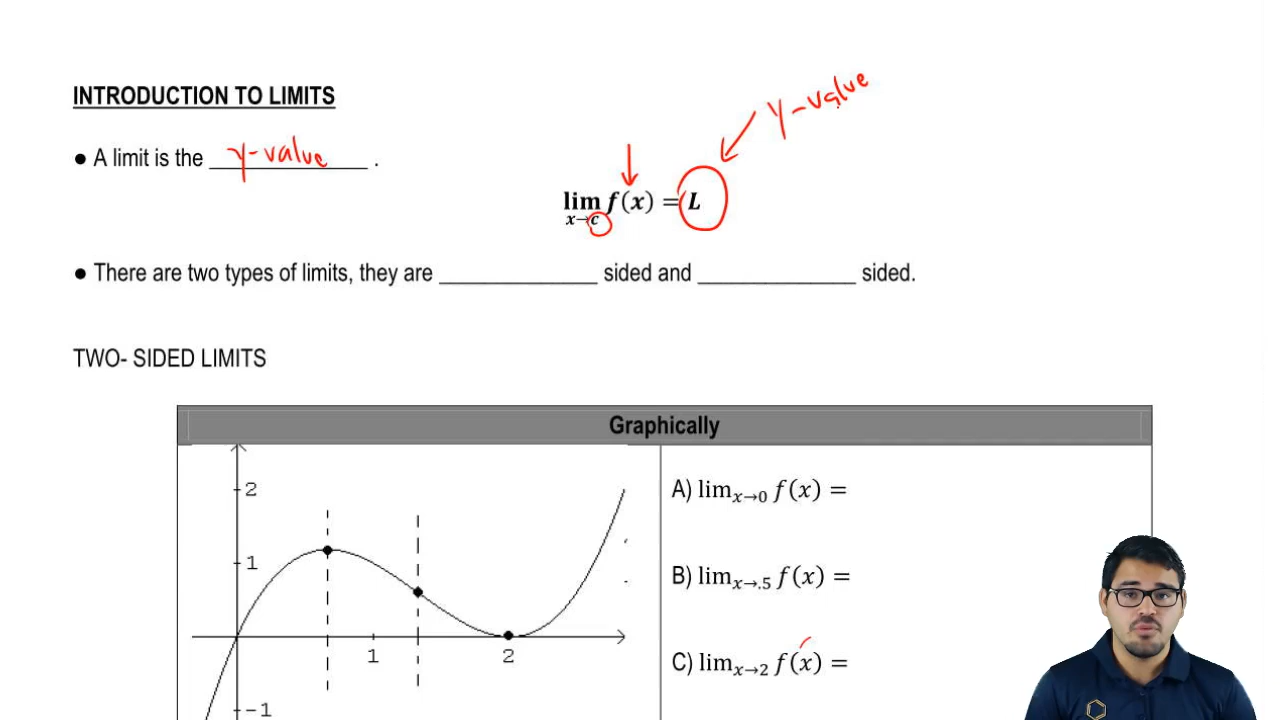 INTRODUCTION TO LIMITS
y-value
● A limit is the y-value .
lim f(x) = L
x→c
● There are two types of limits, they are ______________ sided and ______________ sided.
TWO- SIDED LIMITS
Graphically
2
1
1
2
-1
A) lim x→0 f(x) =
B) lim x→.5 f(x) =
C) lim x→2 f(x) =